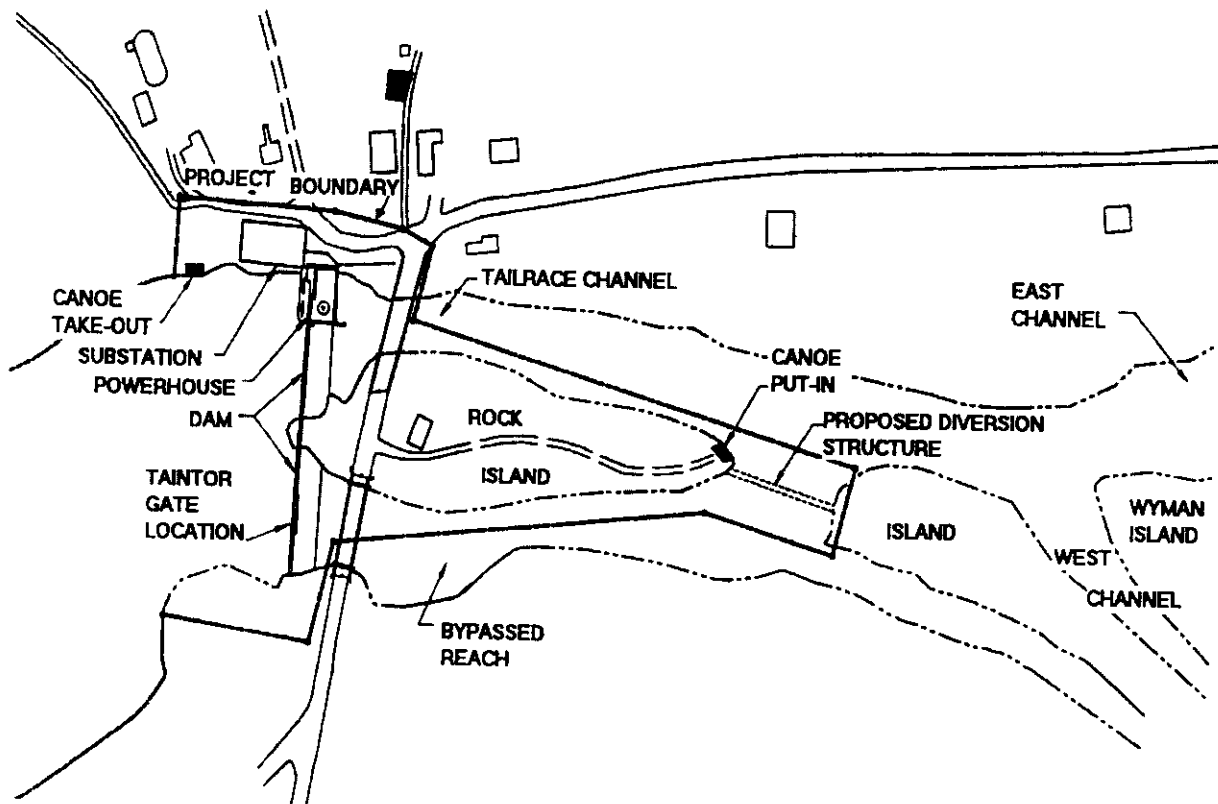 PROJECT BOUNDARY
TAILRACE CHANNEL
CANOE
TAKE-OUT
SUBSTATION
POWERHOUSE
DAM
TAINTOR
GATE
LOCATION
ROCK
ISLAND
CANOE
PUT-IN
PROPOSED DIVERSION
STRUCTURE
EAST
CHANNEL
ISLAND
WYMAN
ISLAND
WEST
CHANNEL
BYPASSED
REACH